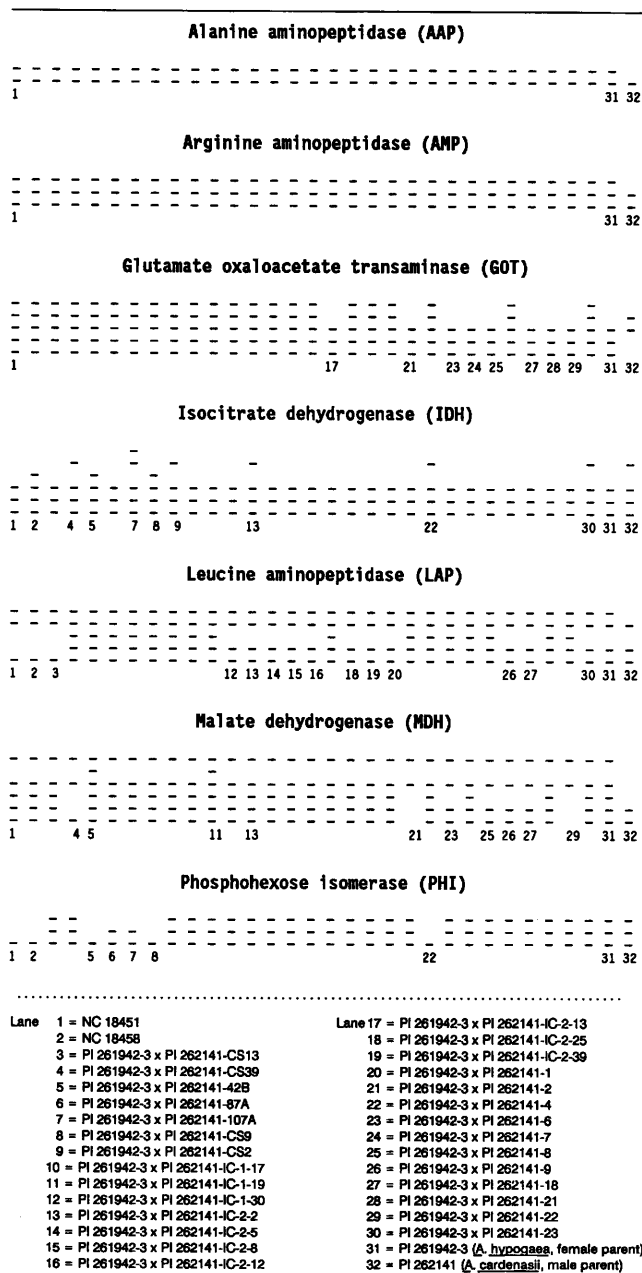 Alanine aminopeptidase (AAP)
1 31 32
Arginine aminopeptidase (AMP)
1 31 32
Glutamate oxaloacetate transaminase (GOT)
1 17 21 23 24 25 27 28 29 31 32
Isocitrate dehydrogenase (IDH)
1 2 4 5 7 8 9 13 22 30 31 32
Leucine aminopeptidase (LAP)
1 2 3 12 13 14 15 16 18 19 20 26 27 30 31 32
Malate dehydrogenase (MDH)
1 4 5 11 13 21 23 25 26 27 29 31 32
Phosphohexose isomerase (PHI)
1 2 5 6 7 8 22 31 32
Lane 1 = NC 18451
2 = NC 18458
3 = PI 261942-3 x PI 262141-CS13
4 = PI 261942-3 x PI 262141-CS39
5 = PI 261942-3 x PI 262141-42B
6 = PI 261942-3 x PI 262141-87A
7 = PI 261942-3 x PI 262141-107A
8 = PI 261942-3 x PI 262141-CS9
9 = PI 261942-3 x PI 262141-CS2
10 = PI 261942-3 x PI 262141-IC-1-17
11 = PI 261942-3 x PI 262141-IC-1-19
12 = PI 261942-3 x PI 262141-IC-1-30
13 = PI 261942-3 x PI 262141-IC-2-2
14 = PI 261942-3 x PI 262141-IC-2-5
15 = PI 261942-3 x PI 262141-IC-2-8
16 = PI 261942-3 x PI 262141-IC-2-12
Lane 17 = PI 261942-3 x PI 262141-IC-2-13
18 = PI 261942-3 x PI 262141-IC-2-25
19 = PI 261942-3 x PI 262141-IC-2-39
20 = PI 261942-3 x PI 262141-1
21 = PI 261942-3 x PI 262141-2
22 = PI 261942-3 x PI 262141-4
23 = PI 261942-3 x PI 262141-6
24 = PI 261942-3 x PI 262141-7
25 = PI 261942-3 x PI 262141-8
26 = PI 261942-3 x PI 262141-9
27 = PI 261942-3 x PI 262141-18
28 = PI 261942-3 x PI 262141-21
29 = PI 261942-3 x PI 262141-22
30 = PI 261942-3 x PI 262141-23
31 = PI 261942-3 (A. hypogaea, female parent)
32 = PI 262141 (A. cardenasii, male parent)